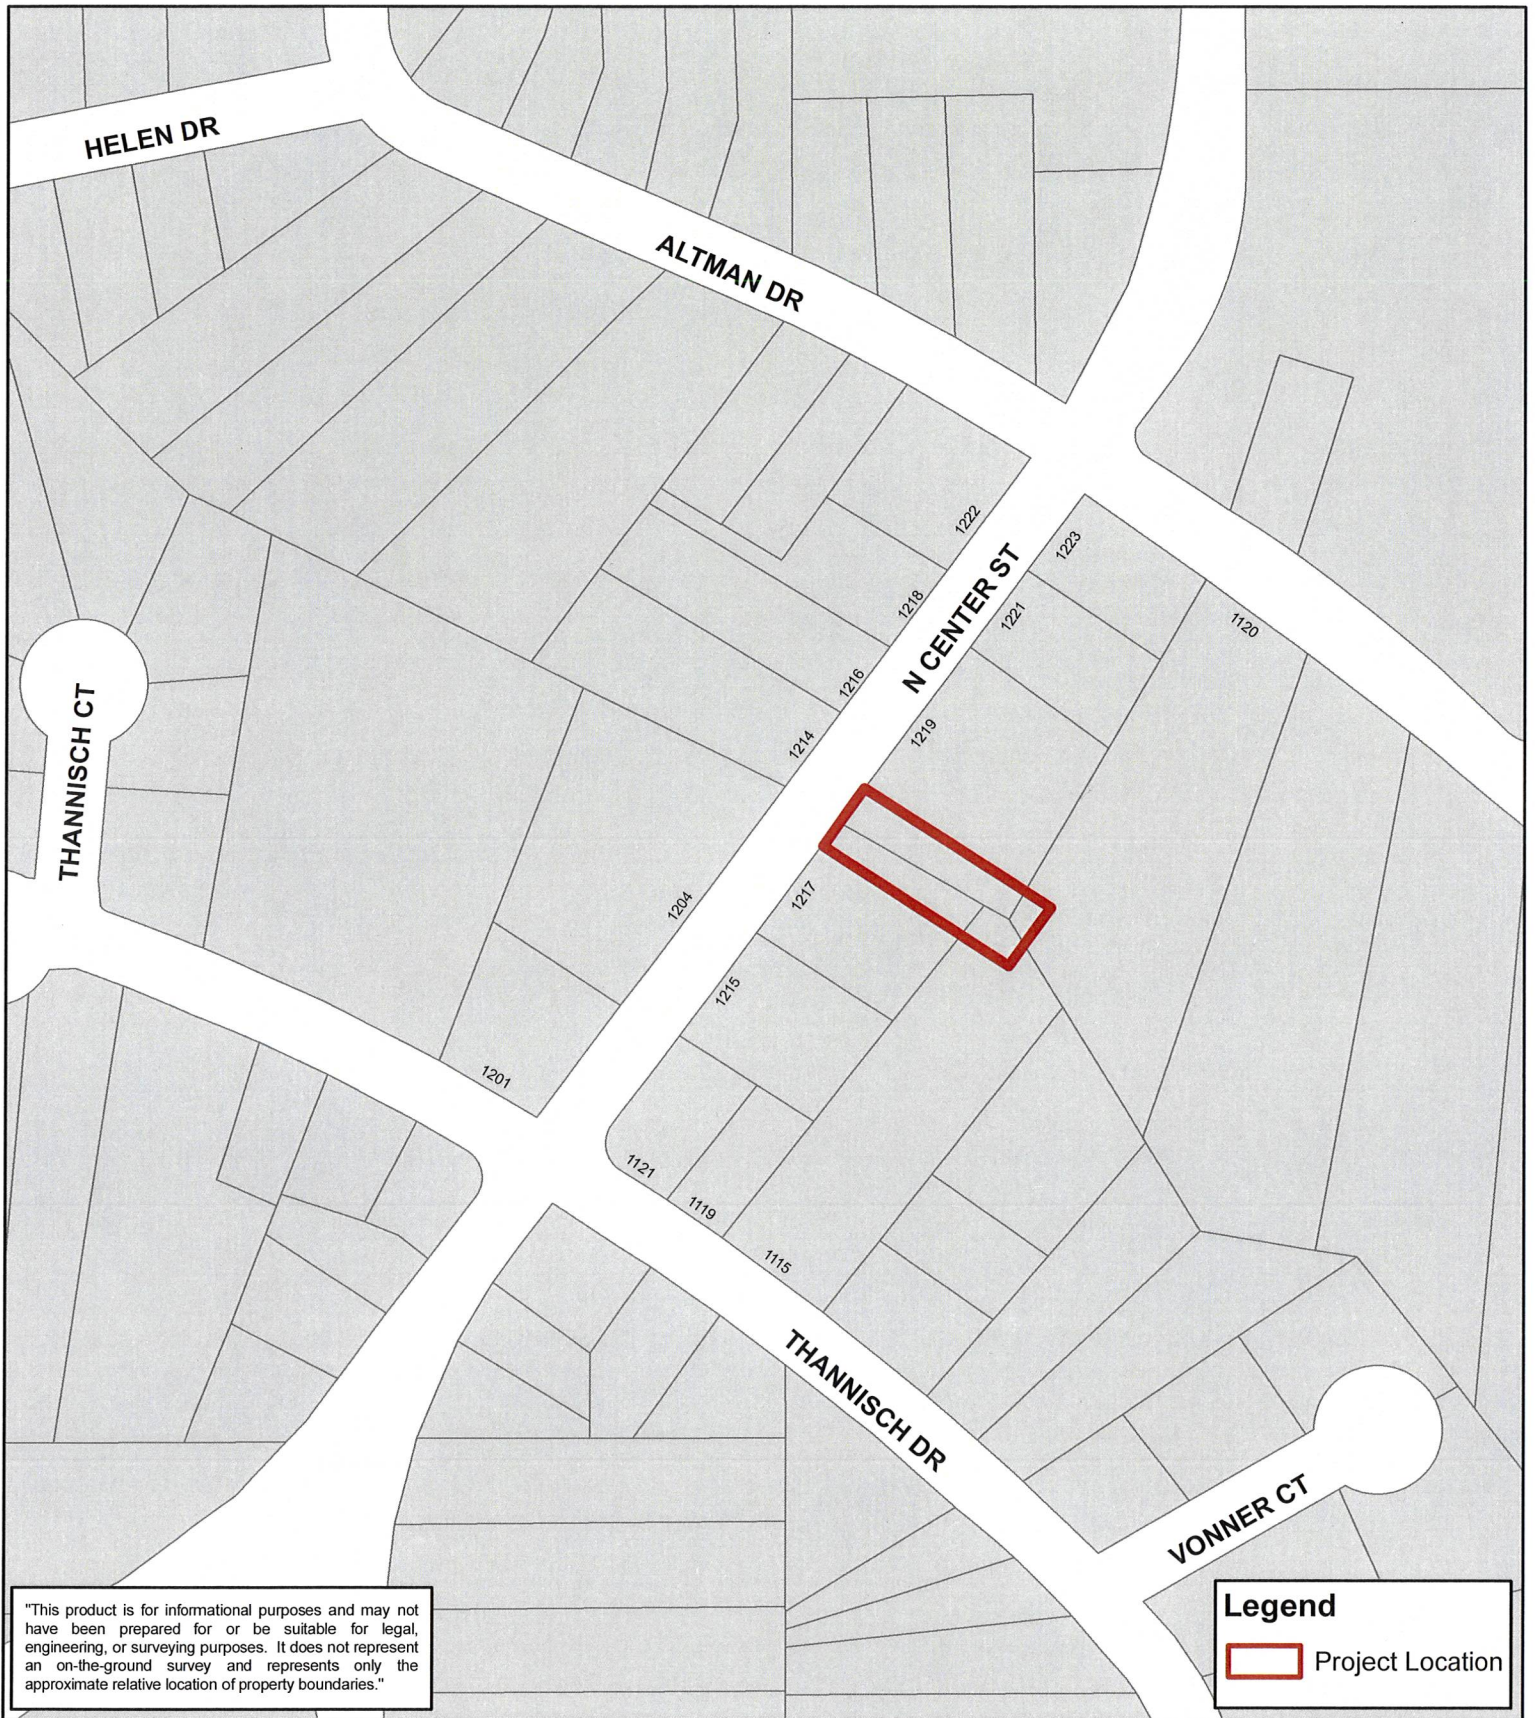 HELEN DR
ALTMAN DR
1222
1223
N CENTER ST
1218
1221
1120
1216
1219
1214
THANNISCH CT
1217
1204
1215
1201
1121
1119
1115
THANNISCH DR
VONNER CT
"This product is for informational purposes and may not
have been prepared for or be suitable for legal,
engineering, or surveying purposes. It does not represent
an on-the-ground survey and represents only the
approximate relative location of property boundaries."
Legend
Project Location